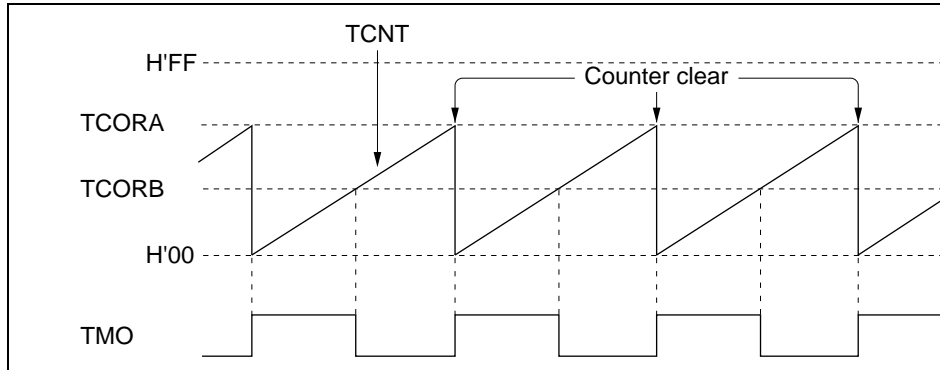 TCNT
H'FF
Counter clear
TCORA
TCORB
H'00
TMO